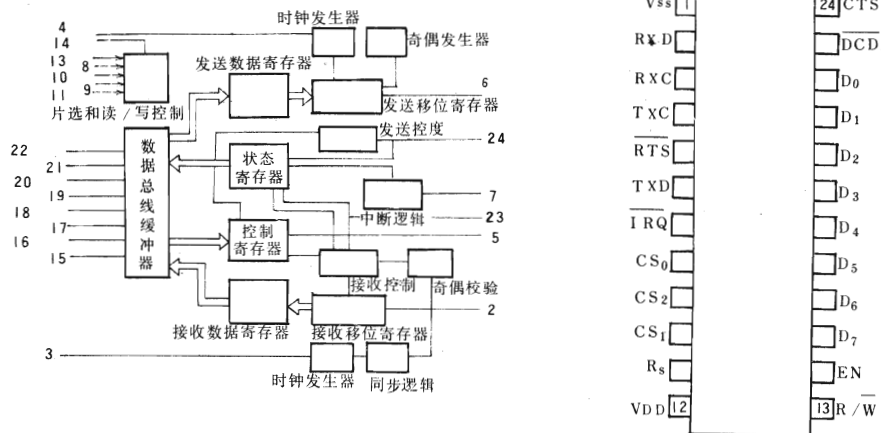 时钟发生器
4
14
奇偶发生器
13
8
发送数据寄存器
10
6
11
9
发送移位寄存器
片选和读/写控制
发送控度
24
22
数据总线缓冲器
状态
寄存器
21
20
7
19
中断逻辑
23
18
17
控制
寄存器
5
16
15
接收控制
奇偶校验
2
接收数据寄存器
接收移位寄存器
3
时钟发生器
同步逻辑
Vss 1
24 CTS
RXD
DCD
RXC
D0
TXC
D1
RTS
D2
TXD
D3
IRQ
D4
CS0
D5
CS2
D6
CS1
D7
Rs
EN
VDD 12
13 R/W